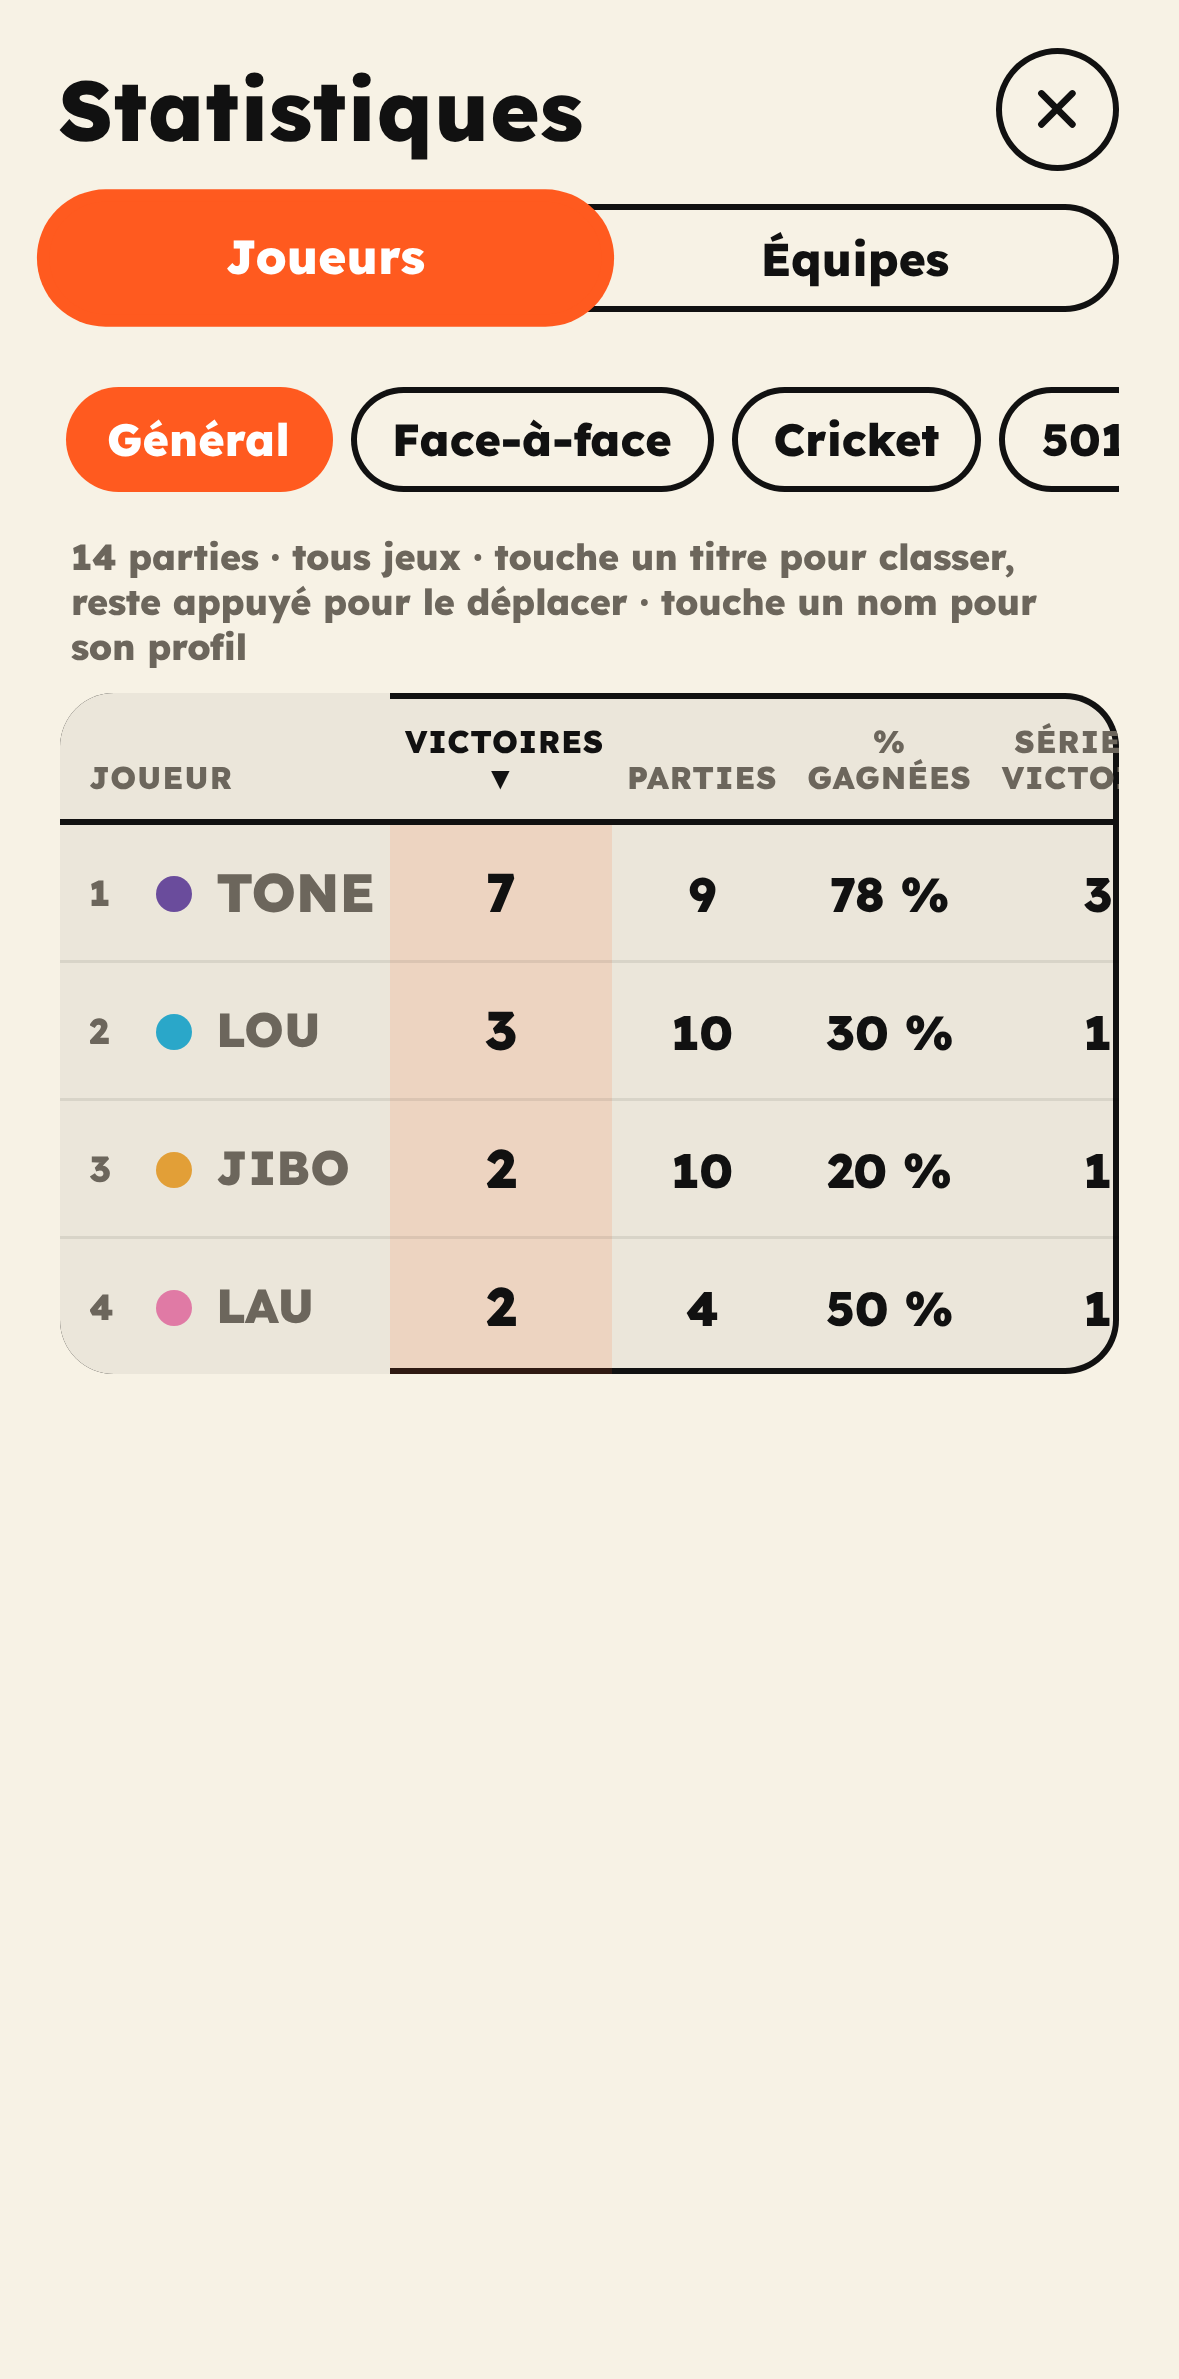 Statistiques
Joueurs Équipes
Général Face-à-face Cricket 501
14 parties · tous jeux · touche un titre pour classer,
reste appuyé pour le déplacer · touche un nom pour
son profil
JOUEUR VICTOIRES ▼ PARTIES % GAGNÉES SÉRIE
1 TONE 7 9 78 % 3
2 LOU 3 10 30 % 1
3 JIBO 2 10 20 % 1
4 LAU 2 4 50 % 1